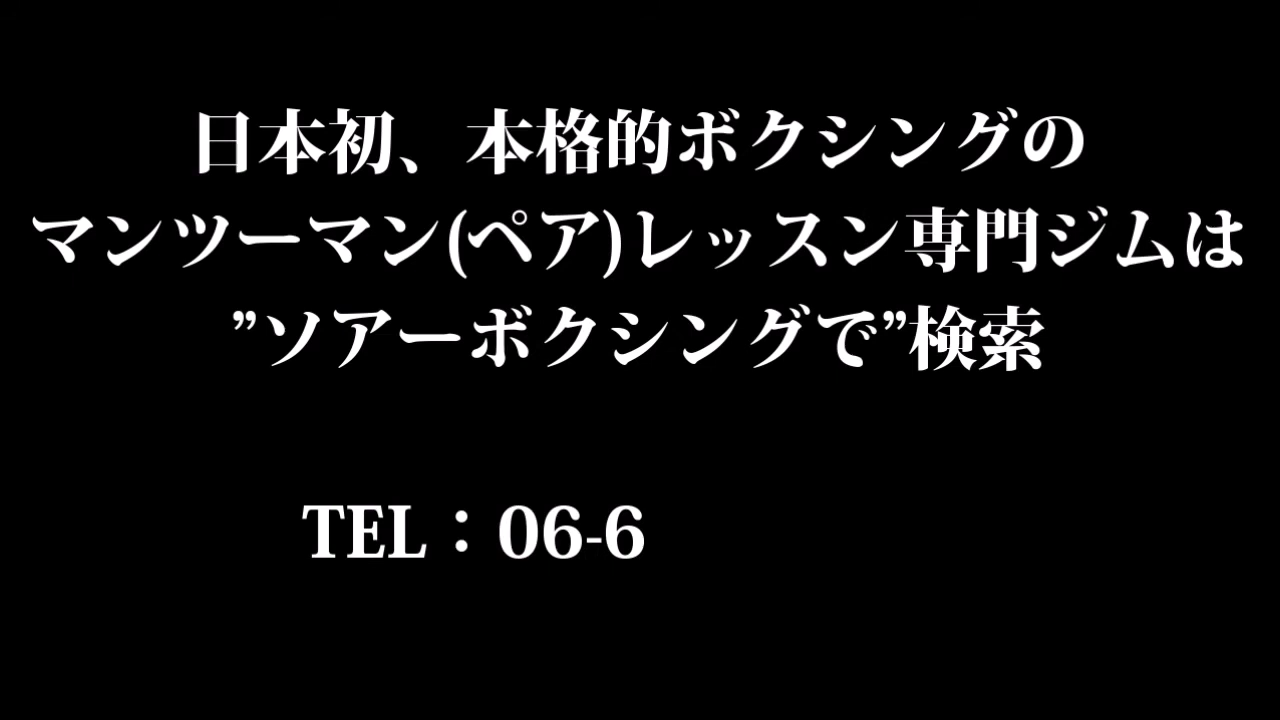 日本初、本格的ボクシングの
マンツーマン(ペア)レッスン専門ジムは
”ソアーボクシングで”検索
TEL：06-6